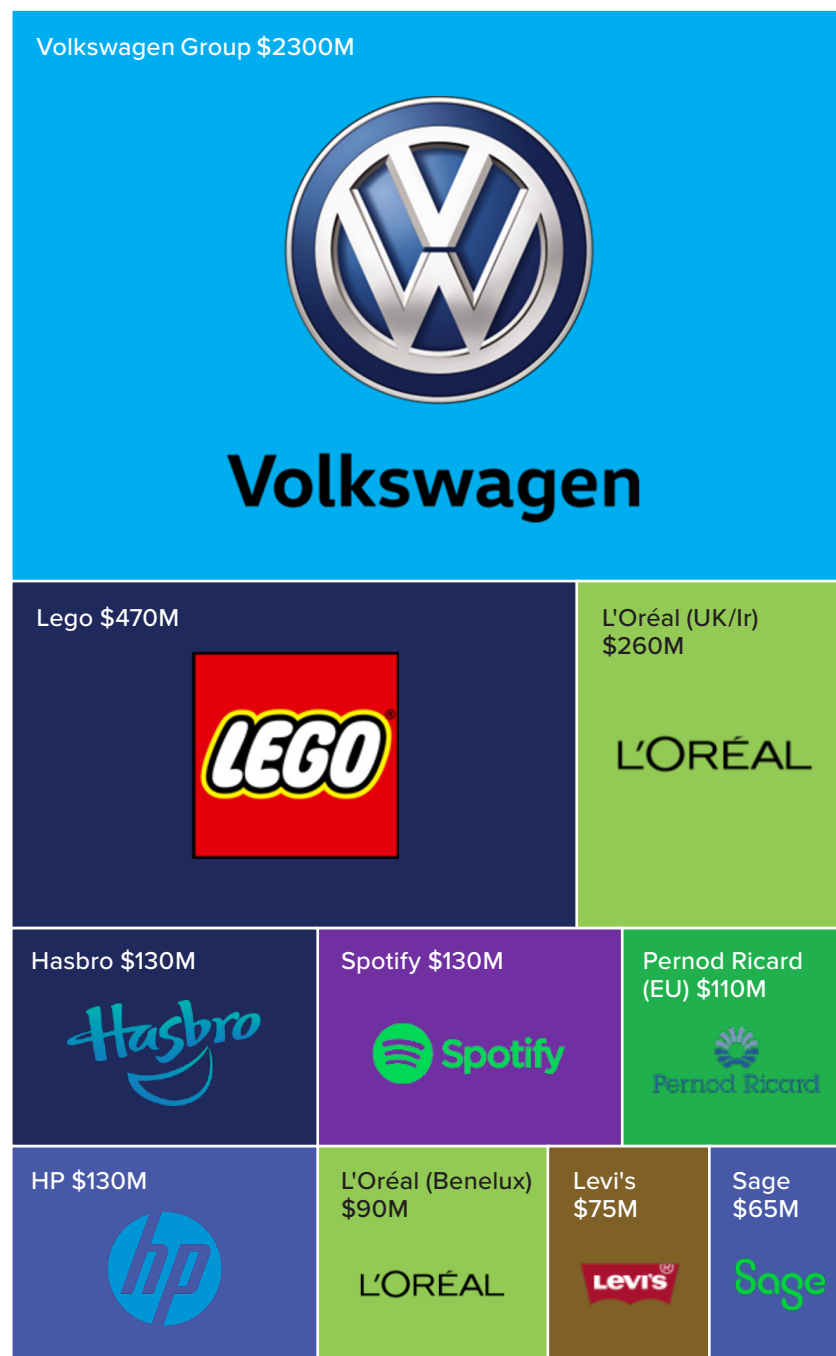 Volkswagen Group $2300M
Volkswagen
Lego $470M
LEGO®
L'Oréal (UK/Ir)
$260M
L'ORÉAL
Hasbro $130M
Hasbro
Spotify $130M
Spotify
Pernod Ricard
(EU) $110M
Pernod Ricard
HP $130M
hp
L'Oréal (Benelux)
$90M
L'ORÉAL
Levi's
$75M
LEVI'S®
Sage
$65M
Sage